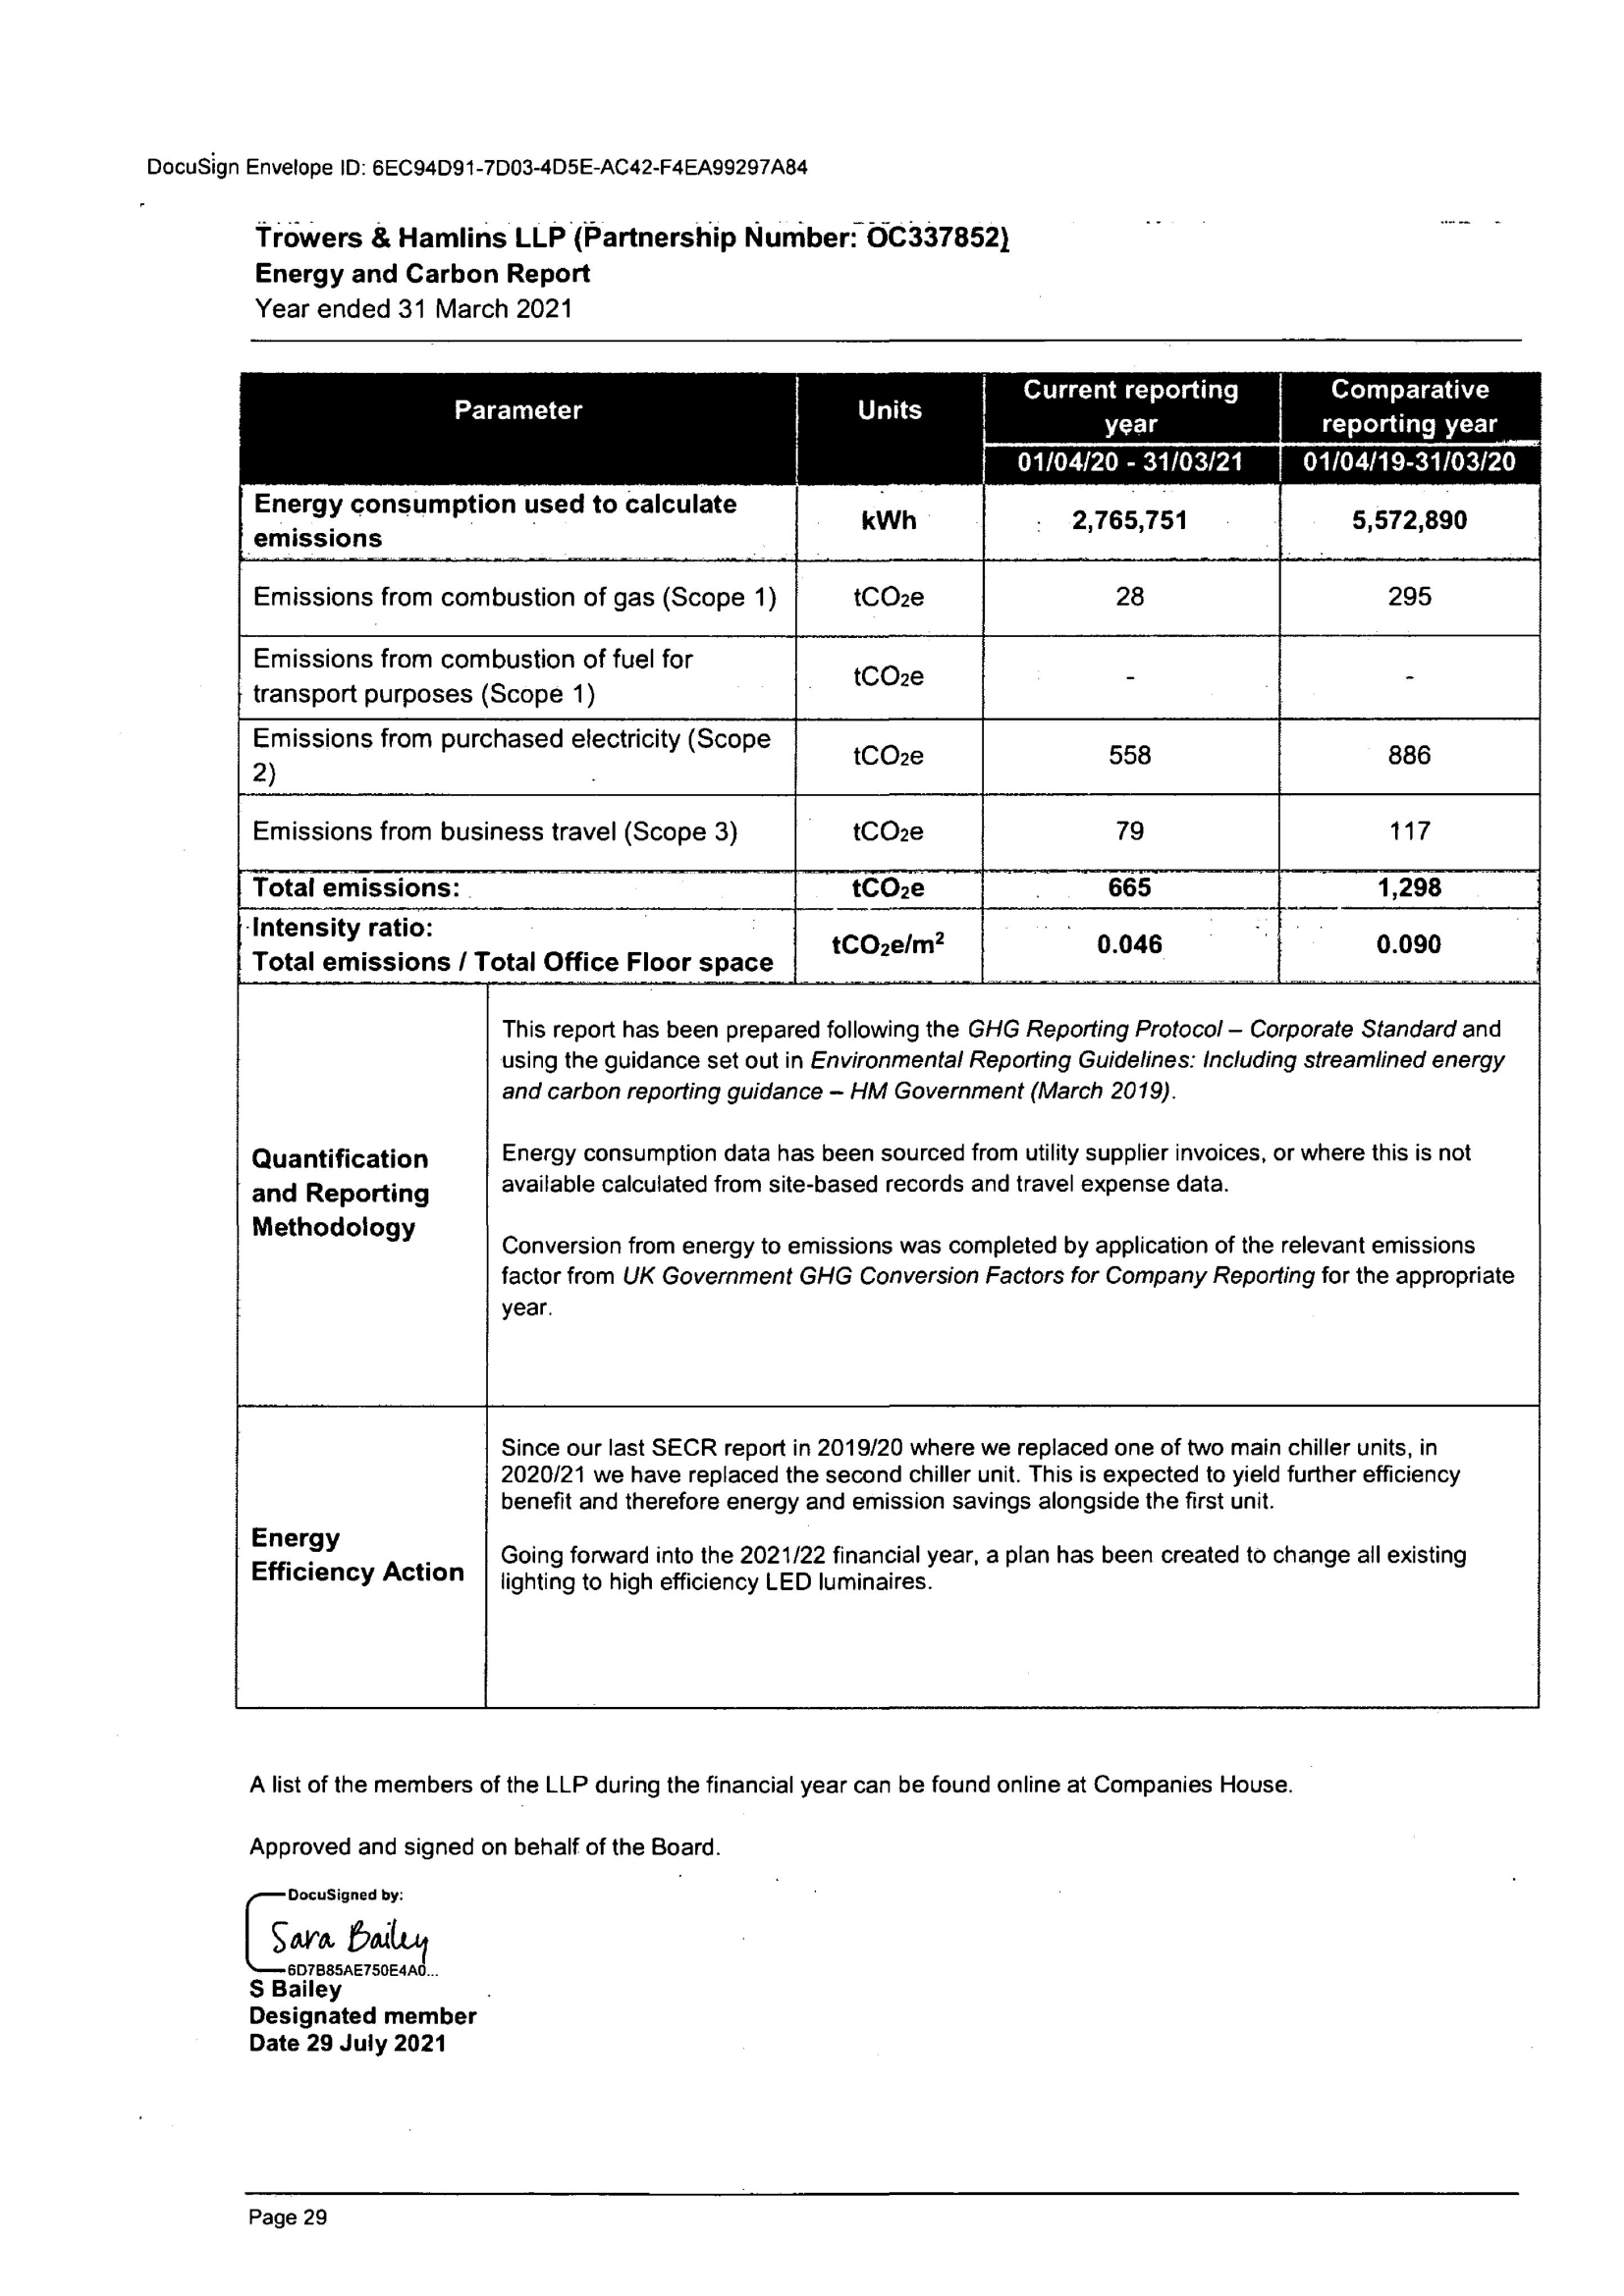 DocuSign Envelope ID: 6EC94D91-7D03-4D5E-AC42-F4EA99297A84
Trowers & Hamlins LLP (Partnership Number: OC337852)
Energy and Carbon Report
Year ended 31 March 2021
Parameter Units Current reporting year Comparative reporting year
01/04/20 - 31/03/21 01/04/19-31/03/20
Energy consumption used to calculate emissions kWh 2,765,751 5,572,890
Emissions from combustion of gas (Scope 1) tCO2e 28 295
Emissions from combustion of fuel for transport purposes (Scope 1) tCO2e - -
Emissions from purchased electricity (Scope 2) tCO2e 558 886
Emissions from business travel (Scope 3) tCO2e 79 117
Total emissions: tCO2e 665 1,298
Intensity ratio:
Total emissions / Total Office Floor space tCO2e/m² 0.046 0.090
Quantification
and Reporting
Methodology
This report has been prepared following the GHG Reporting Protocol – Corporate Standard and
using the guidance set out in Environmental Reporting Guidelines: Including streamlined energy
and carbon reporting guidance – HM Government (March 2019).
Energy consumption data has been sourced from utility supplier invoices, or where this is not
available calculated from site-based records and travel expense data.
Conversion from energy to emissions was completed by application of the relevant emissions
factor from UK Government GHG Conversion Factors for Company Reporting for the appropriate
year.
Energy
Efficiency Action
Since our last SECR report in 2019/20 where we replaced one of two main chiller units, in
2020/21 we have replaced the second chiller unit. This is expected to yield further efficiency
benefit and therefore energy and emission savings alongside the first unit.
Going forward into the 2021/22 financial year, a plan has been created to change all existing
lighting to high efficiency LED luminaires.
A list of the members of the LLP during the financial year can be found online at Companies House.
Approved and signed on behalf of the Board.
DocuSigned by:
Sara Bailey
6D7B85AE750E4A0...
S Bailey
Designated member
Date 29 July 2021
Page 29